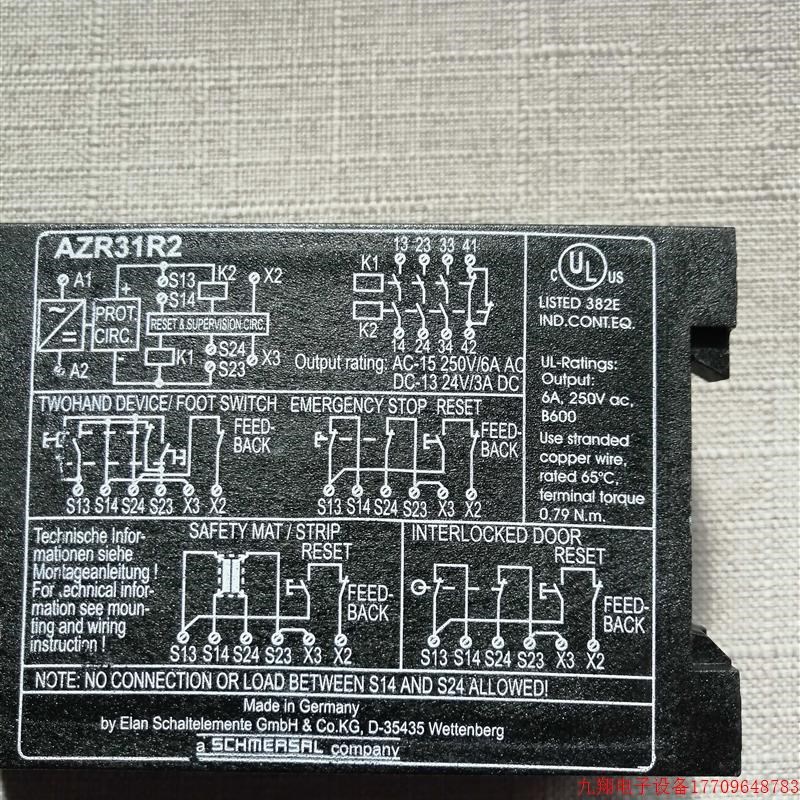 AZR31R2
A1
A2
PROT.
CIRC.
+
-
S13
S14
K2
X2
RESET & SUPERVISION CIRC.
K1
S24
S23
X3
13 23 33 41
K1
K2
14 24 34 42
Output rating: AC-15 250V/6A AC
DC-13 24V/3A DC
C UL US
LISTED 382E
IND.CONT.EQ.
UL-Ratings:
Output:
6A, 250V ac,
B600
Use stranded
copper wire,
rated 65°C,
terminal torque
0.79 N.m.
TWOHAND DEVICE/ FOOT SWITCH
FEED-
BACK
S13 S14 S24 S23 X3 X2
EMERGENCY STOP RESET
FEED-
BACK
S13 S14 S24 S23 X3 X2
Technische Infor-
mationen siehe
Montageanleitung !
For technical infor-
mation see moun-
ting and wiring
instruction !
SAFETY MAT / STRIP
RESET
FEED-
BACK
S13 S14 S24 S23 X3 X2
INTERLOCKED DOOR
RESET
FEED-
BACK
S13 S14 S24 S23 X3 X2
NOTE: NO CONNECTION OR LOAD BETWEEN S14 AND S24 ALLOWED!
Made in Germany
by Elan Schaltelemente GmbH & Co.KG, D-35435 Wettenberg
a SCHMERSAL company
九翔电子设备17709648783